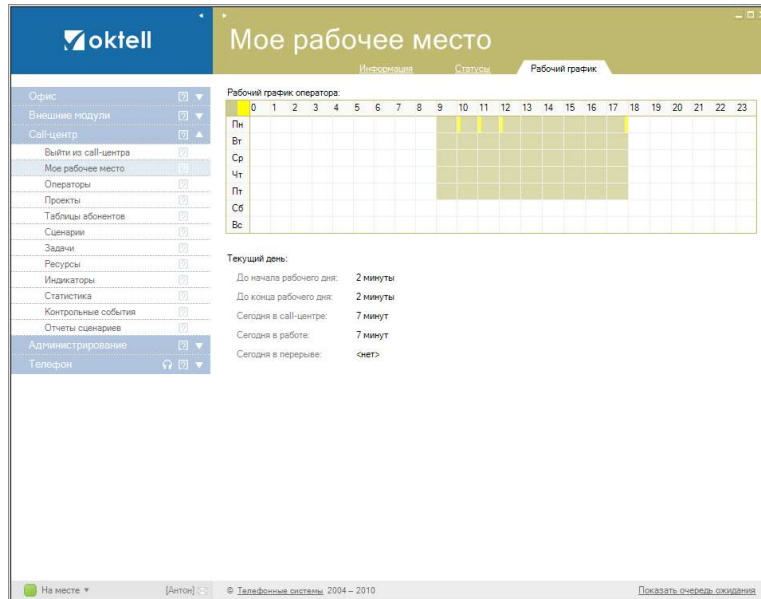 oktell
Мое рабочее место
Информация Статусы Рабочий график
Офис
Внешние модули
Call-центр
Выйти из call-центра
Мое рабочее место
Операторы
Проекты
Таблицы абонентов
Сценарии
Задачи
Ресурсы
Индикаторы
Статистика
Контрольные события
Отчеты сценариев
Администрирование
Телефон
Рабочий график оператора:
0 1 2 3 4 5 6 7 8 9 10 11 12 13 14 15 16 17 18 19 20 21 22 23
Пн
Вт
Ср
Чт
Пт
Сб
Вс
Текущий день:
До начала рабочего дня: 2 минуты
До конца рабочего дня: 2 минуты
Сегодня в call-центре: 7 минут
Сегодня в работе: 7 минут
Сегодня в перерыве: <нет>
На месте [Антон] © Телефонные системы 2004 – 2010 Показать очередь ожидания